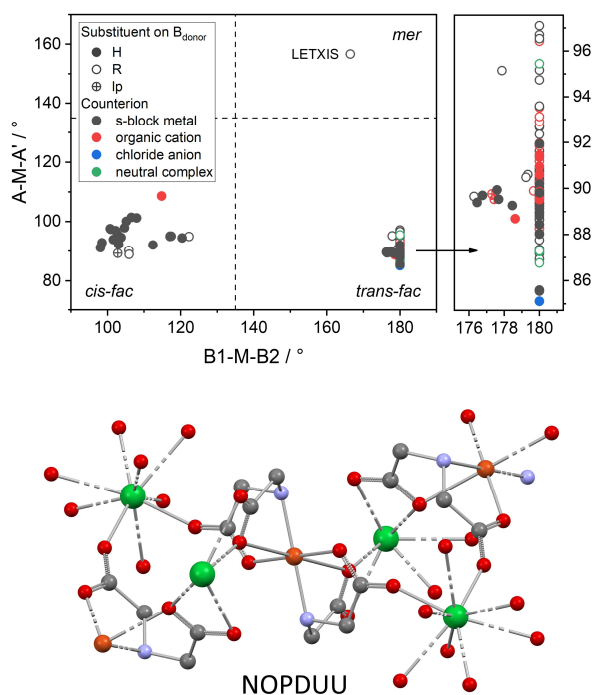 Substituent on Bdonor
H
R
lp
Counterion
s-block metal
organic cation
chloride anion
neutral complex
mer
LETXIS
cis-fac
trans-fac
160
140
120
100
80
A-M-A' / °
100 120 140 160 180
B1-M-B2 / °
96
94
92
90
88
86
176 178 180
NOPDUU